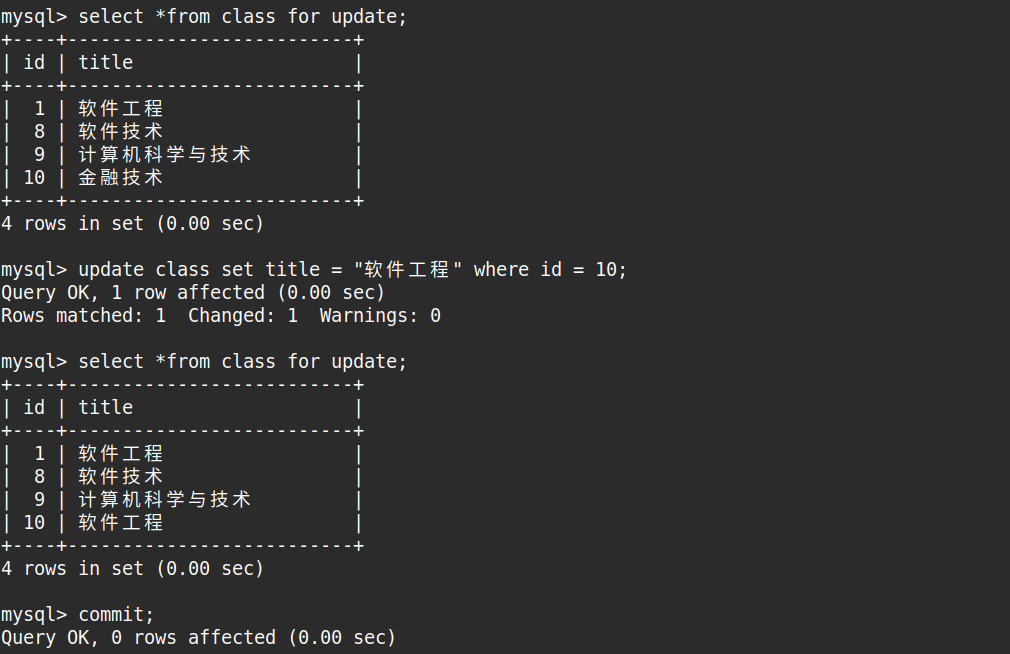 mysql> select *from class for update;
+----+--------------------------+
| id | title                    |
+----+--------------------------+
|  1 | 软件工程                 |
|  8 | 软件技术                 |
|  9 | 计算机科学与技术         |
| 10 | 金融技术                 |
+----+--------------------------+
4 rows in set (0.00 sec)

mysql> update class set title = "软件工程" where id = 10;
Query OK, 1 row affected (0.00 sec)
Rows matched: 1  Changed: 1  Warnings: 0

mysql> select *from class for update;
+----+--------------------------+
| id | title                    |
+----+--------------------------+
|  1 | 软件工程                 |
|  8 | 软件技术                 |
|  9 | 计算机科学与技术         |
| 10 | 软件工程                 |
+----+--------------------------+
4 rows in set (0.00 sec)

mysql> commit;
Query OK, 0 rows affected (0.00 sec)